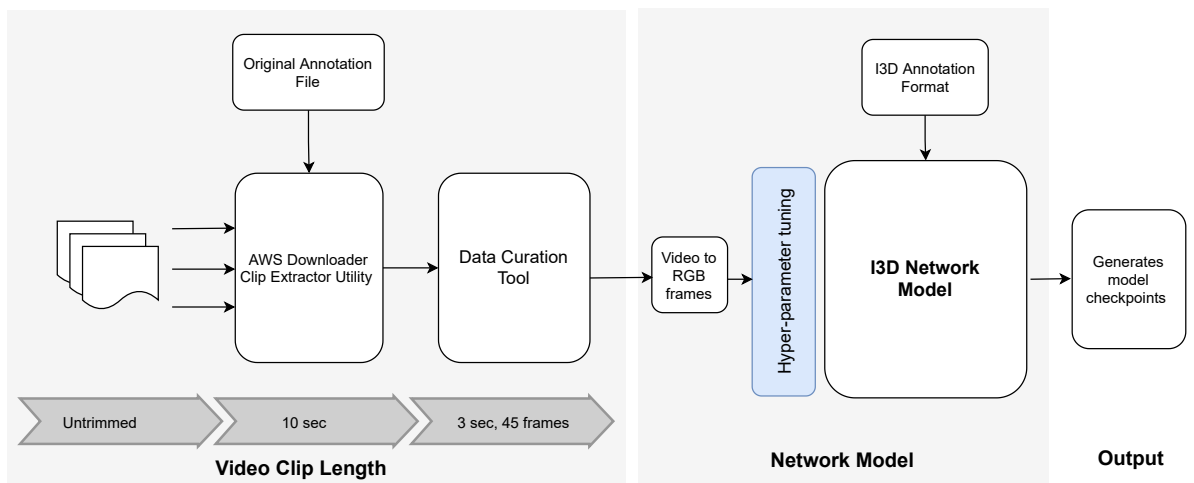 Original Annotation
File
AWS Downloader
Clip Extractor Utility
Data Curation
Tool
Untrimmed
10 sec
3 sec, 45 frames
Video Clip Length
I3D Annotation
Format
Video to
RGB
frames
Hyper-parameter tuning
I3D Network
Model
Network Model
Generates
model
checkpoints
Output